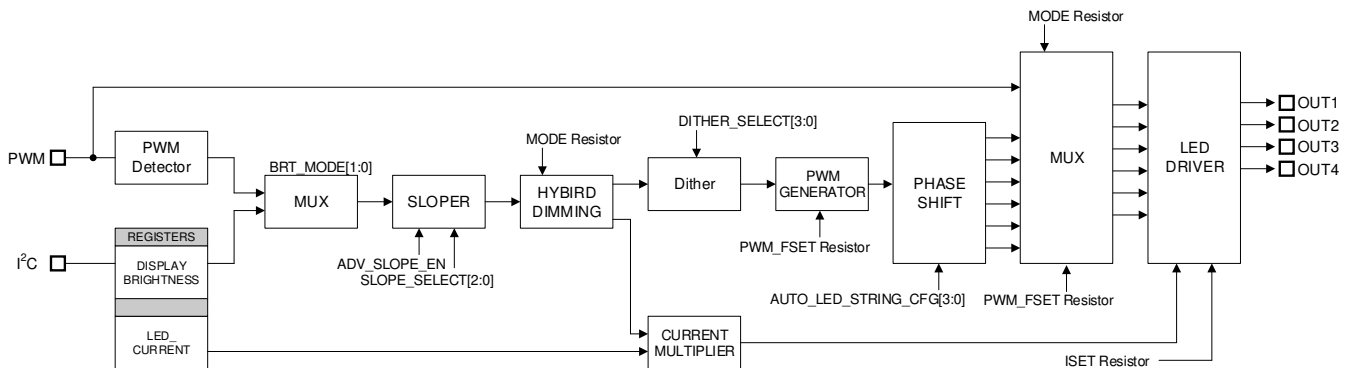 MODE Resistor
PWM
PWM
Detector
I²C
REGISTERS
DISPLAY
BRIGHTNESS
LED_
CURRENT
BRT_MODE[1:0]
MUX
SLOPER
ADV_SLOPE_EN
SLOPE_SELECT[2:0]
MODE Resistor
HYBIRD
DIMMING
DITHER_SELECT[3:0]
Dither
CURRENT
MULTIPLIER
PWM
GENERATOR
PWM_FSET Resistor
PHASE
SHIFT
AUTO_LED_STRING_CFG[3:0]
MUX
PWM_FSET Resistor
LED
DRIVER
ISET Resistor
OUT1
OUT2
OUT3
OUT4